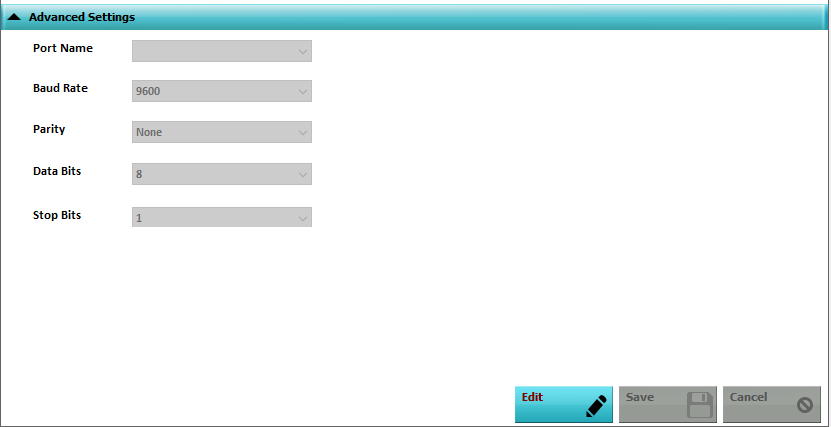 Advanced Settings
Port Name
Baud Rate 9600
Parity None
Data Bits 8
Stop Bits 1
Edit Save Cancel